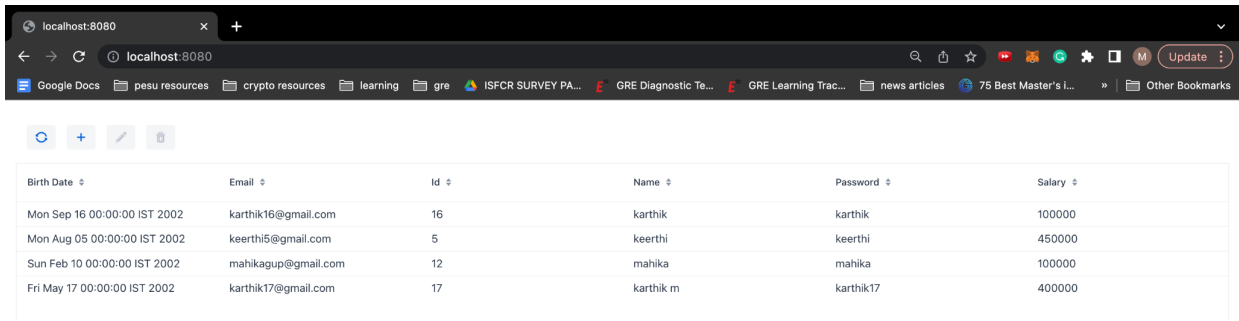 localhost:8080
localhost:8080
M Update
Google Docs pesu resources crypto resources learning gre ISFCR SURVEY PA... GRE Diagnostic Te... GRE Learning Trac... news articles 75 Best Master's i... » Other Bookmarks
Birth Date Email Id Name Password Salary
Mon Sep 16 00:00:00 IST 2002 karthik16@gmail.com 16 karthik karthik 100000
Mon Aug 05 00:00:00 IST 2002 keerthi5@gmail.com 5 keerthi keerthi 450000
Sun Feb 10 00:00:00 IST 2002 mahikagup@gmail.com 12 mahika mahika 100000
Fri May 17 00:00:00 IST 2002 karthik17@gmail.com 17 karthik m karthik17 400000